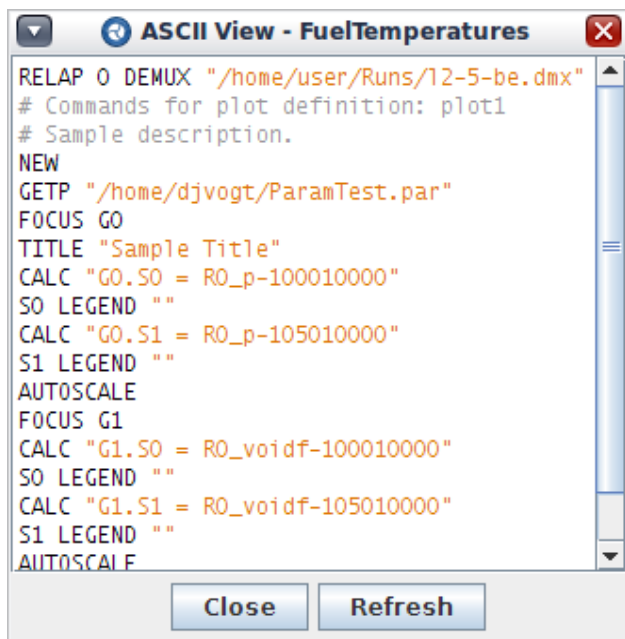 ASCII View - FuelTemperatures
RELAP 0 DEMUX "/home/user/Runs/l2-5-be.dmx"
# Commands for plot definition: plot1
# Sample description.
NEW
GETP "/home/djvogt/ParamTest.par"
FOCUS G0
TITLE "Sample Title"
CALC "G0.S0 = R0_p-100010000"
S0 LEGEND ""
CALC "G0.S1 = R0_p-105010000"
S1 LEGEND ""
AUTOSCALE
FOCUS G1
CALC "G1.S0 = R0_voidf-100010000"
S0 LEGEND ""
CALC "G1.S1 = R0_voidf-105010000"
S1 LEGEND ""
AUTOSCALE
Close Refresh